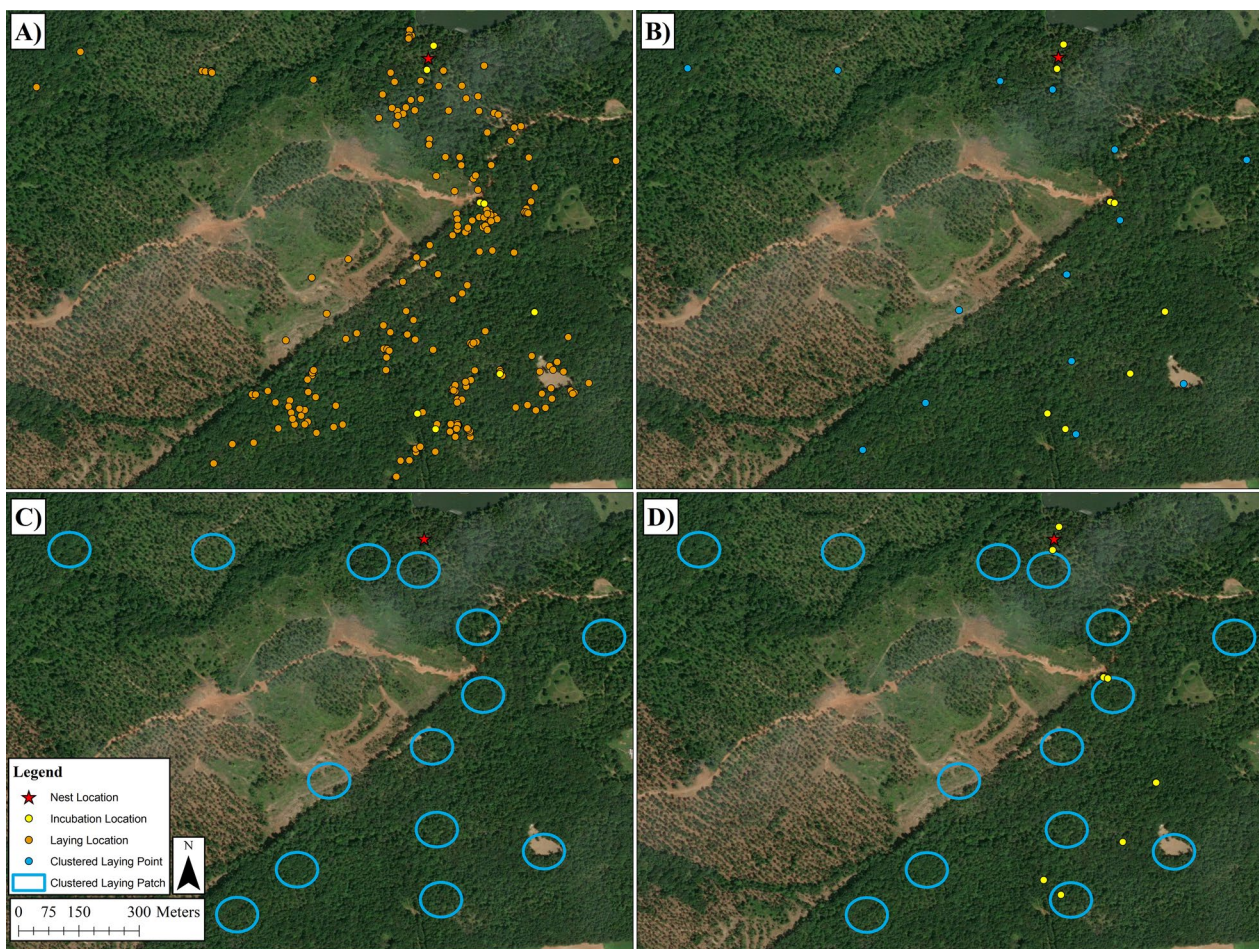 A)
B)
C)
D)
Legend
Nest Location
Incubation Location
Laying Location
Clustered Laying Point
Clustered Laying Patch
N
0 75 150 300 Meters